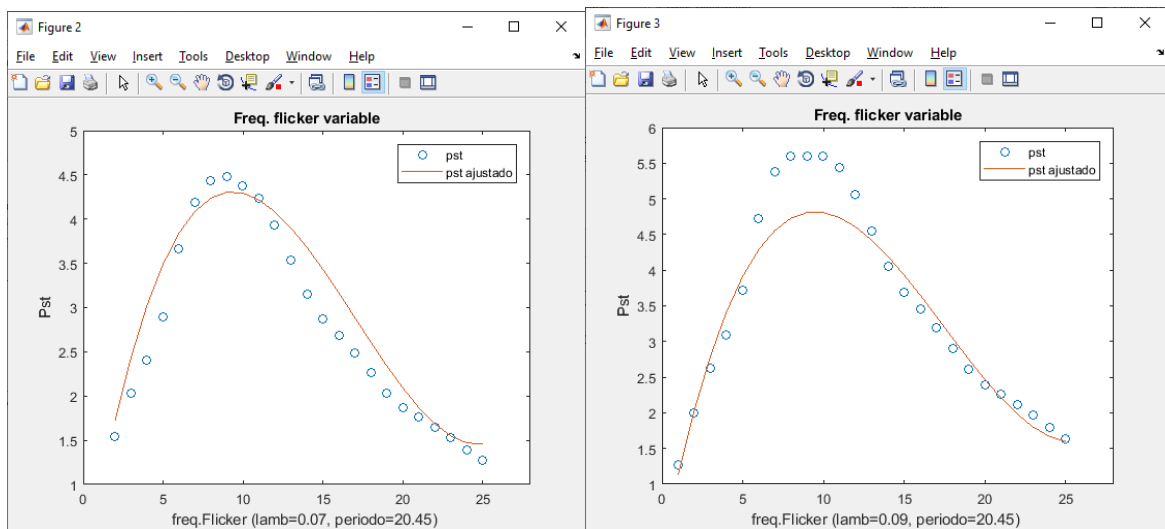 Figure 2
File Edit View Insert Tools Desktop Window Help
Freq. flicker variable
pst
pst ajustado
5
4.5
4
3.5
3
2.5
2
1.5
1
Pst
0 5 10 15 20 25
freq.Flicker (lamb=0.07, periodo=20.45)
Figure 3
File Edit View Insert Tools Desktop Window Help
Freq. flicker variable
pst
pst ajustado
6
5.5
5
4.5
4
3.5
3
2.5
2
1.5
1
Pst
0 5 10 15 20 25
freq.Flicker (lamb=0.09, periodo=20.45)